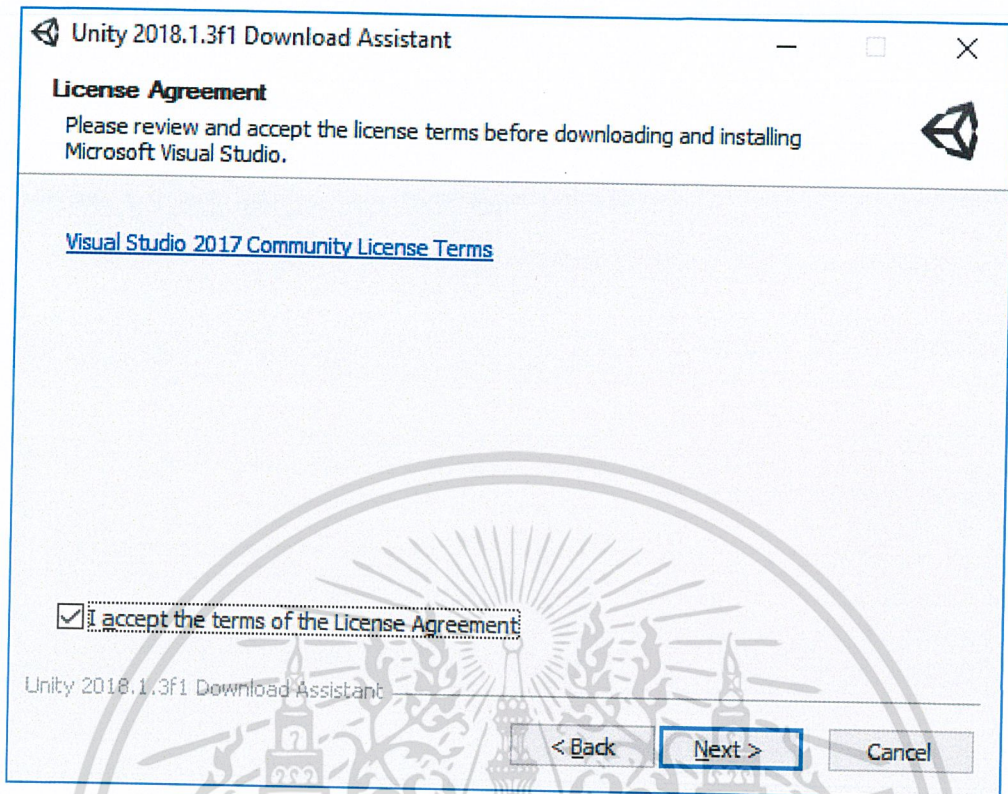 Unity 2018.1.3f1 Download Assistant
License Agreement
Please review and accept the license terms before downloading and installing
Microsoft Visual Studio.
Visual Studio 2017 Community License Terms
I accept the terms of the License Agreement
Unity 2018.1.3f1 Download Assistant
< Back
Next >
Cancel